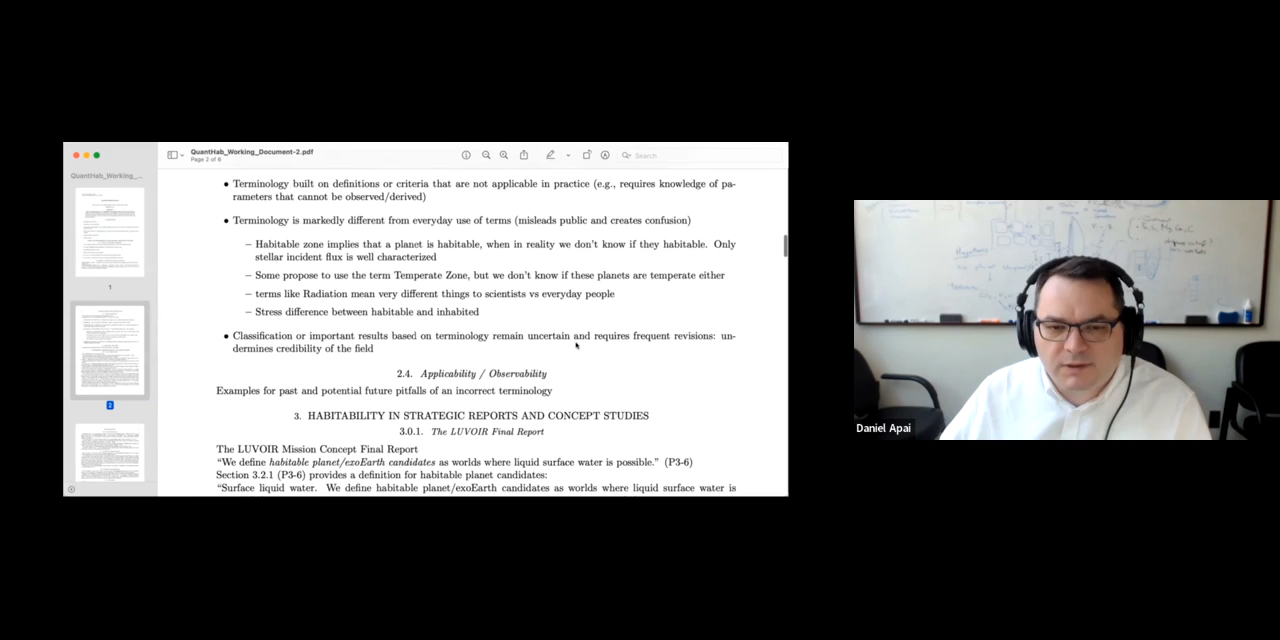 QuantHab_Working_Document-2.pdf
Page 2 of 6
Search
QuantHab_Working_...
1
2
• Terminology built on definitions or criteria that are not applicable in practice (e.g., requires knowledge of pa-
rameters that cannot be observed/derived)
• Terminology is markedly different from everyday use of terms (misleads public and creates confusion)
– Habitable zone implies that a planet is habitable, when in reality we don't know if they habitable. Only
stellar incident flux is well characterized
– Some propose to use the term Temperate Zone, but we don't know if these planets are temperate either
– terms like Radiation mean very different things to scientists vs everyday people
– Stress difference between habitable and inhabited
• Classification or important results based on terminology remain uncertain and requires frequent revisions: un-
dermines credibility of the field
2.4. Applicability / Observability
Examples for past and potential future pitfalls of an incorrect terminology
3. HABITABILITY IN STRATEGIC REPORTS AND CONCEPT STUDIES
3.0.1. The LUVOIR Final Report
The LUVOIR Mission Concept Final Report
"We define habitable planet/exoEarth candidates as worlds where liquid surface water is possible." (P3-6)
Section 3.2.1 (P3-6) provides a definition for habitable planet candidates:
"Surface liquid water. We define habitable planet/exoEarth candidates as worlds where liquid surface water is
Daniel Apai